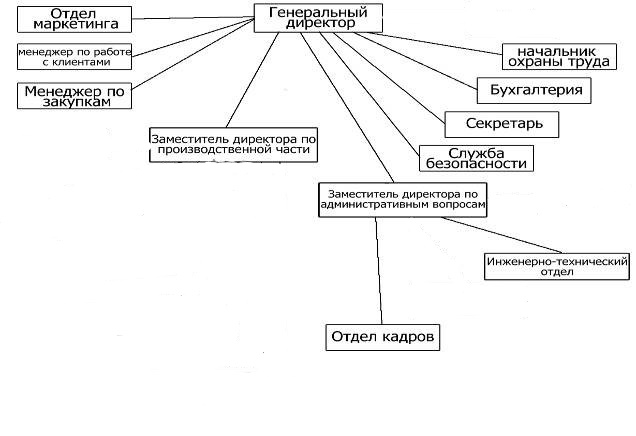 Отдел
маркетинга
Генеральный
директор
менеджер по работе
с клиентами
начальник
охраны труда
Менеджер по
закупкам
Бухгалтерия
Секретарь
Заместитель директора по
производственной части
Служба
безопасности
Заместитель директора по
административным вопросам
Инженерно-технический
отдел
Отдел кадров